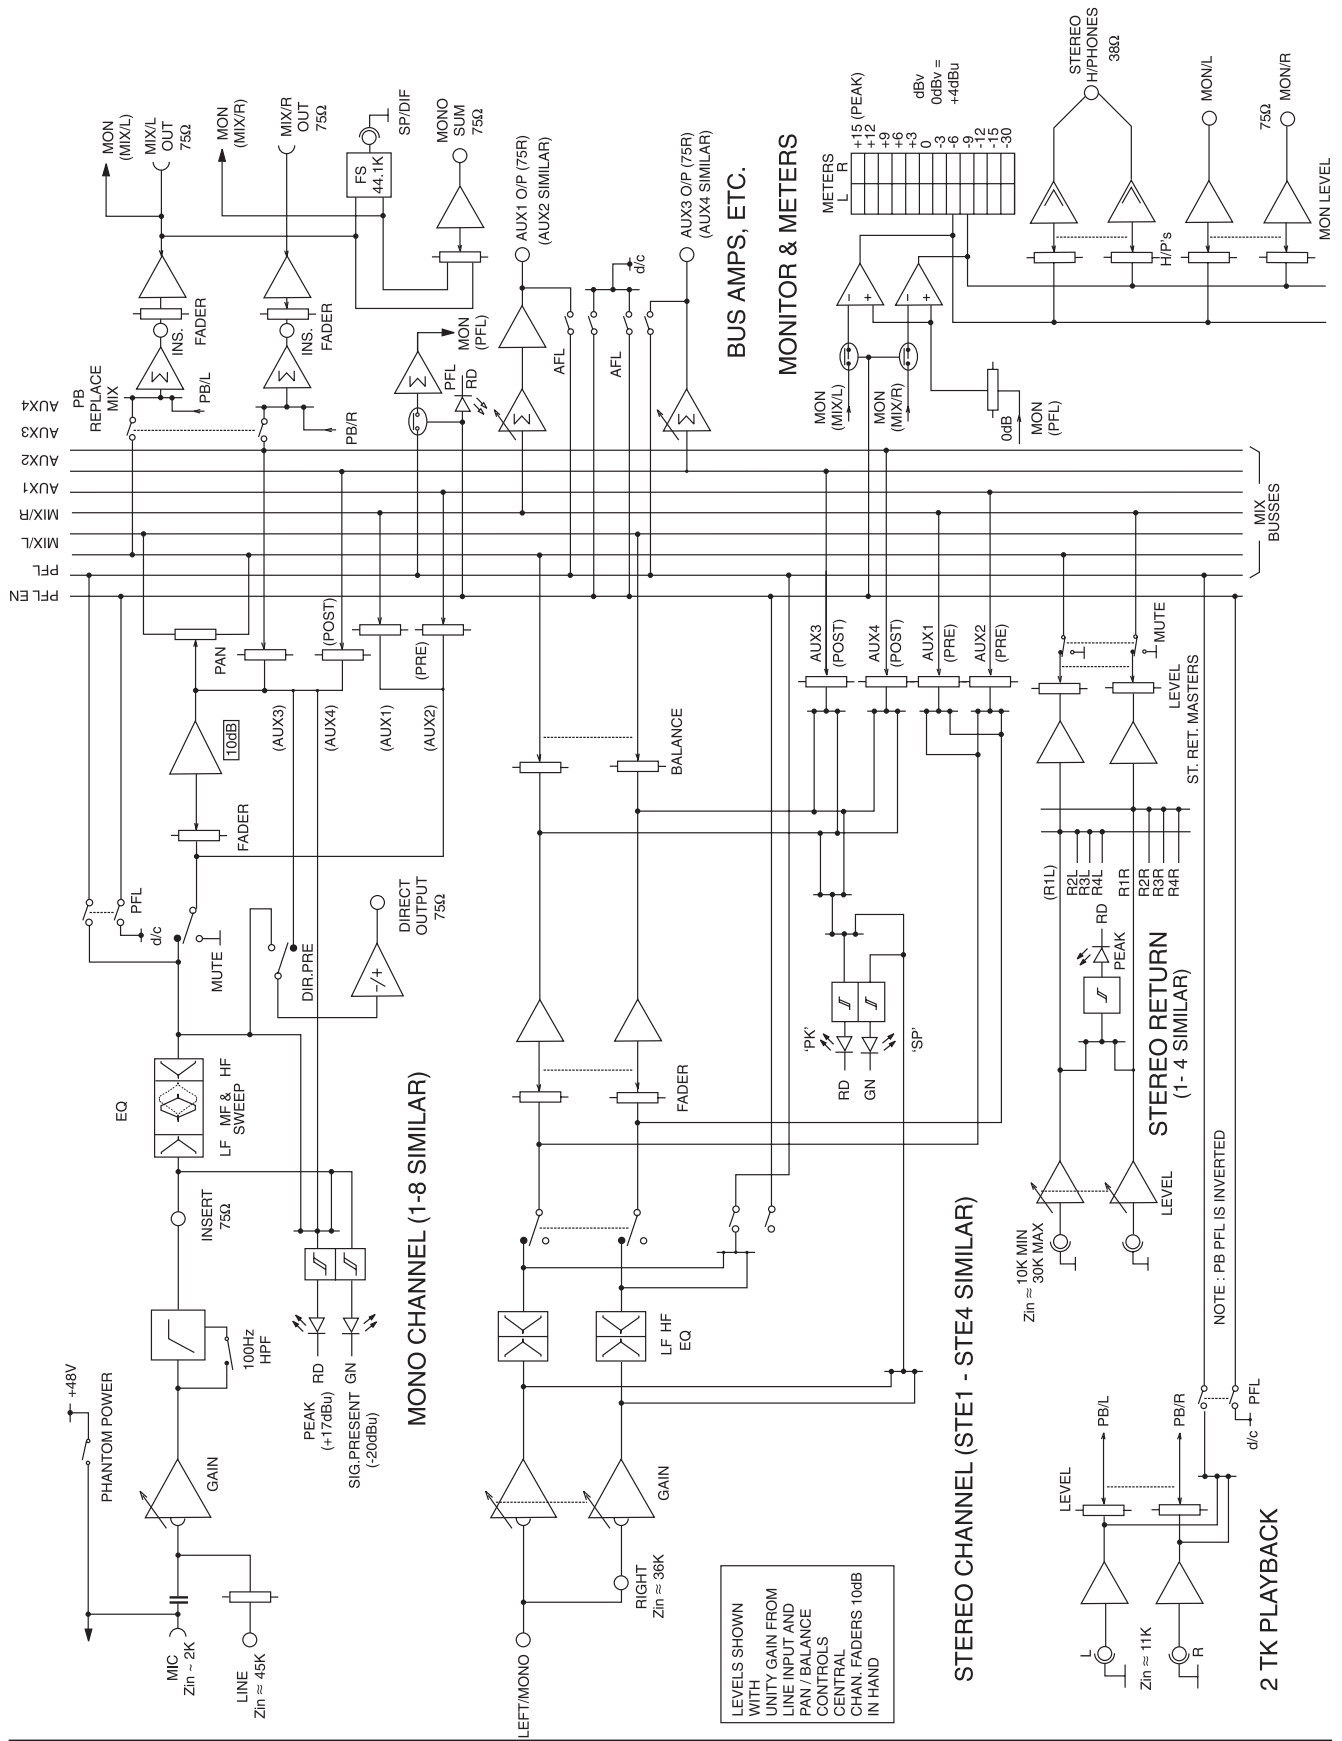 MIC
Zin ~ 2K
LINE
Zin ≈ 45K
+48V
PHANTOM POWER
GAIN
100Hz
HPF
INSERT
75Ω
EQ
LF
MF &
SWEEP
HF
PEAK
(+17dBu)
RD
SIG.PRESENT
(-20dBu)
GN
MUTE
d/c
PFL
DIR.PRE
DIRECT
OUTPUT
75Ω
FADER
10dB
PAN
(AUX3)
(AUX4)
(AUX1)
(AUX2)
(POST)
(PRE)
MONO CHANNEL (1-8 SIMILAR)
PFL EN
PFL
MIX/L
MIX/R
AUX1
AUX2
AUX3
AUX4
MIX
BUSSES
PB
REPLACE
MIX
PB/L
PB/R
INS.
FADER
INS.
FADER
MON
(MIX/L)
MIX/L
OUT
75Ω
MON
(MIX/R)
MIX/R
OUT
75Ω
FS
44.1K
SP/DIF
MONO
SUM
75Ω
MON
(PFL)
PFL
RD
AUX1 O/P (75R)
(AUX2 SIMILAR)
AFL
AFL
d/c
AUX3 O/P (75R)
(AUX4 SIMILAR)
BUS AMPS, ETC.
MONITOR & METERS
METERS
L
R
+15 (PEAK)
+12
+9
+6
+3
0
-3
-6
-9
-12
-15
-30
dBv
0dBv =
+4dBu
MON
(MIX/L)
MON
(MIX/R)
0dB
MON
(PFL)
H/P's
STEREO
H/PHONES
38Ω
MON/L
75Ω
MON/R
MON LEVEL
LEFT/MONO
RIGHT
Zin ≈ 36K
GAIN
LF HF
EQ
FADER
BALANCE
'PK'
'SP'
RD
GN
AUX3
(POST)
AUX4
(POST)
AUX1
(PRE)
AUX2
(PRE)
STEREO CHANNEL (STE1 - STE4 SIMILAR)
LEVELS SHOWN
WITH
UNITY GAIN FROM
LINE INPUT AND
PAN / BALANCE
CONTROLS
CENTRAL
CHAN. FADERS 10dB
IN HAND
Zin ≈ 10K MIN
30K MAX
LEVEL
PEAK
RD
(R1L)
R2L
R3L
R4L
R1R
R2R
R3R
R4R
LEVEL
ST. RET. MASTERS
MUTE
STEREO RETURN
(1- 4 SIMILAR)
NOTE : PB PFL IS INVERTED
L
R
Zin ≈ 11K
LEVEL
PB/L
PB/R
d/c
PFL
2 TK PLAYBACK